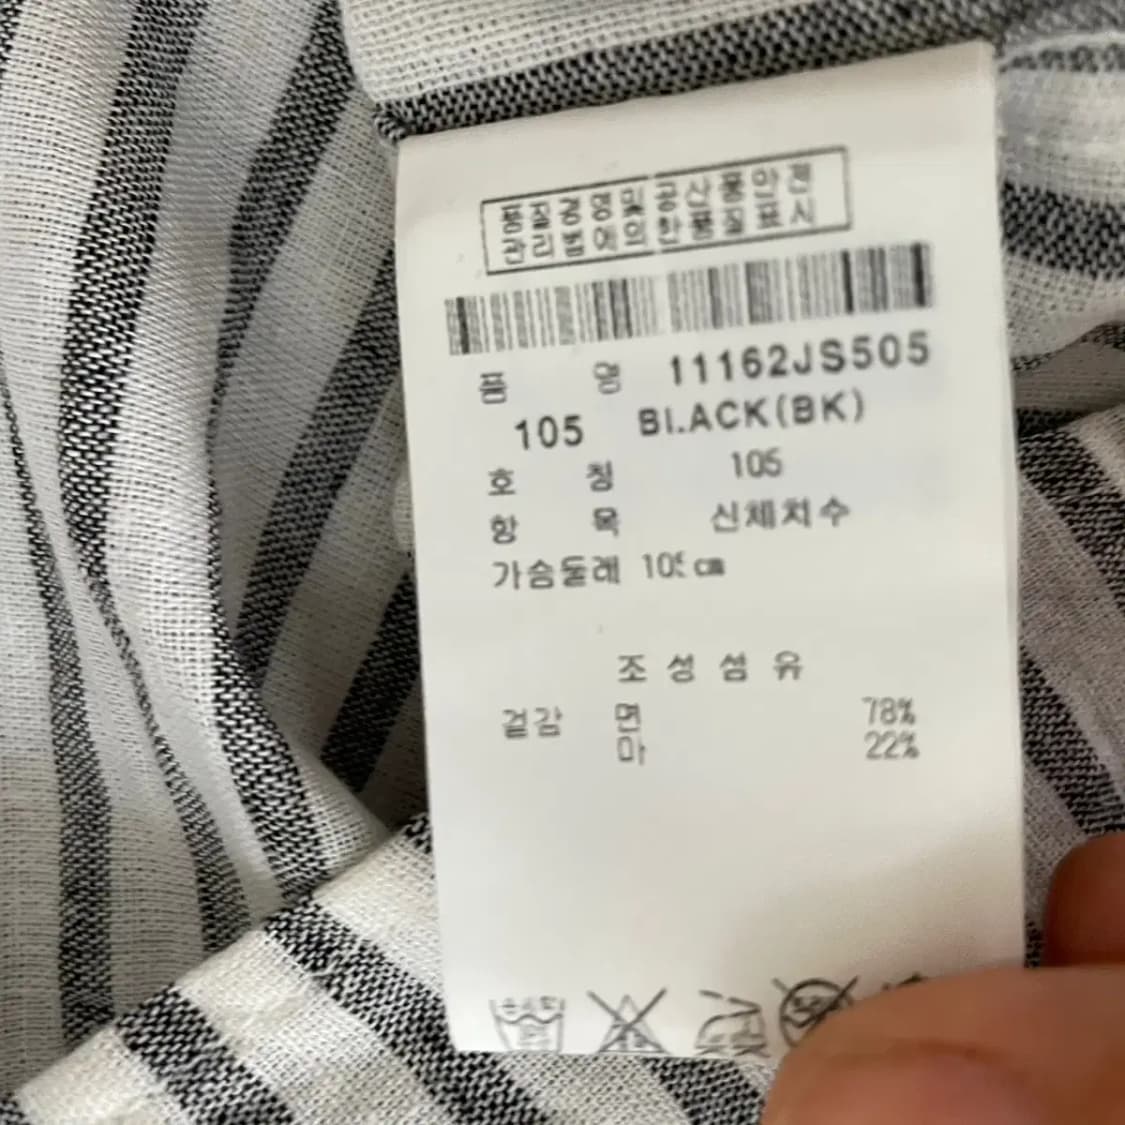 품질경영및공산품안전
관리법에의한품질표시
품 명 11162JS505
105 BLACK(BK)
호 칭 105
항 목 신체치수
가슴둘레 105 cm
조 성 섬 유
겉감 면 78%
마 22%